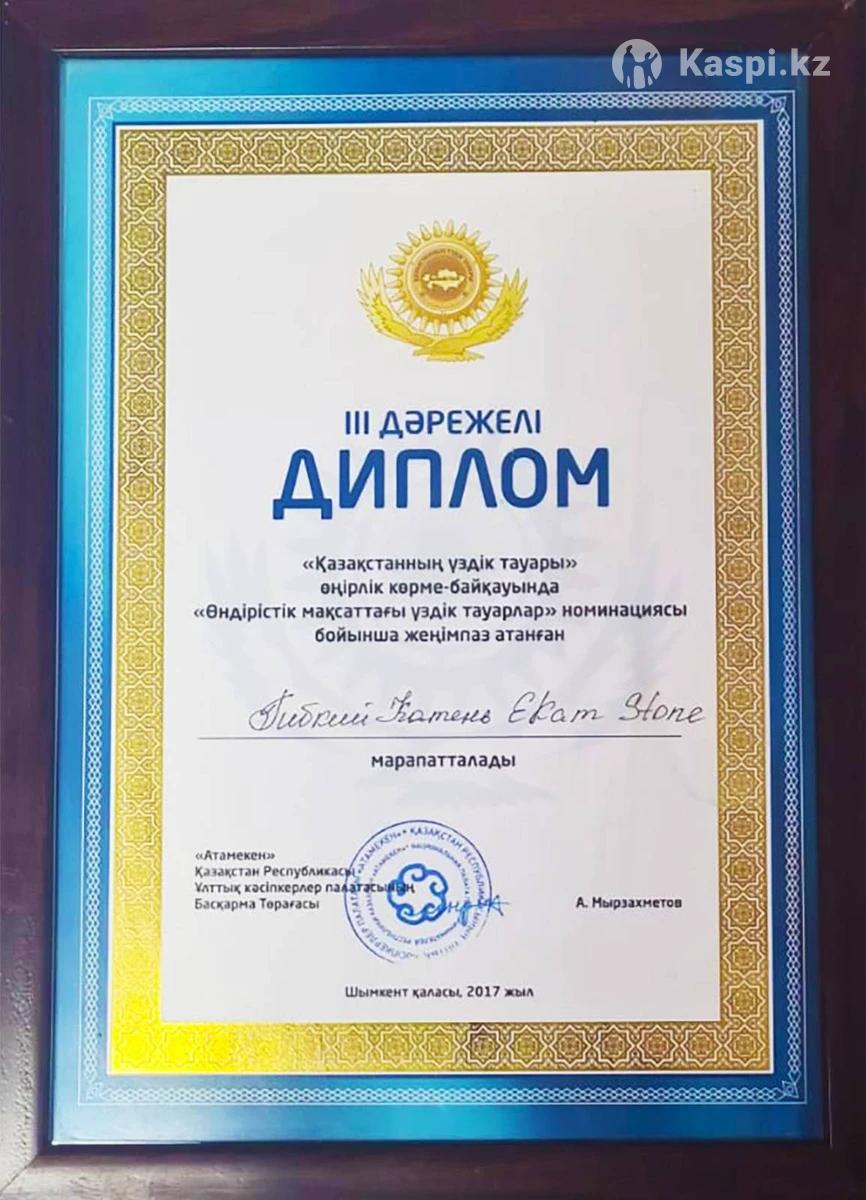 Kaspi.kz
III ДӘРЕЖЕЛІ
ДИПЛОМ
«Қазақстанның үздік тауары»
өңірлік көрме-байқауында
«Өндірістік мақсаттағы үздік тауарлар» номинациясы
бойынша жеңімпаз атанған
Гибкий Камень Екат Stone
марапатталады
«Атамекен»
Қазақстан Республикасы
Ұлттық кәсіпкерлер палатасының
Басқарма Төрағасы
А. Мырзахметов
Шымкент қаласы, 2017 жыл